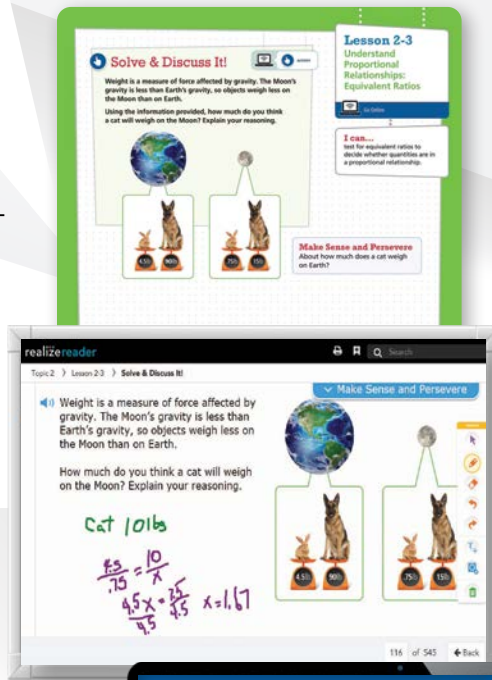 Solve & Discuss It!
Weight is a measure of force affected by gravity. The Moon's
gravity is less than Earth's gravity, so objects weigh less on
the Moon than on Earth.
Using the information provided, how much do you think
a cat will weigh on the Moon? Explain your reasoning.
4.5lb 90lb .75lb 15lb
Lesson 2-3
Understand
Proportional
Relationships:
Equivalent Ratios
Go Online
I can...
test for equivalent ratios to
decide whether quantities are in
a proportional relationship.
Make Sense and Persevere
About how much does a cat weigh
on Earth?
realizereader
Search
Topic 2 > Lesson 2-3 > Solve & Discuss It!
Make Sense and Persevere
Weight is a measure of force affected by
gravity. The Moon's gravity is less than
Earth's gravity, so objects weigh less on
the Moon than on Earth.
How much do you think a cat will weigh
on the Moon? Explain your reasoning.
Cat 10lbs
4.5/.75 = 10/x
4.5x/4.5 = 7.5/4.5 x=1.67
4.5lb 90lb .75lb 15lb
116 of 545 Back